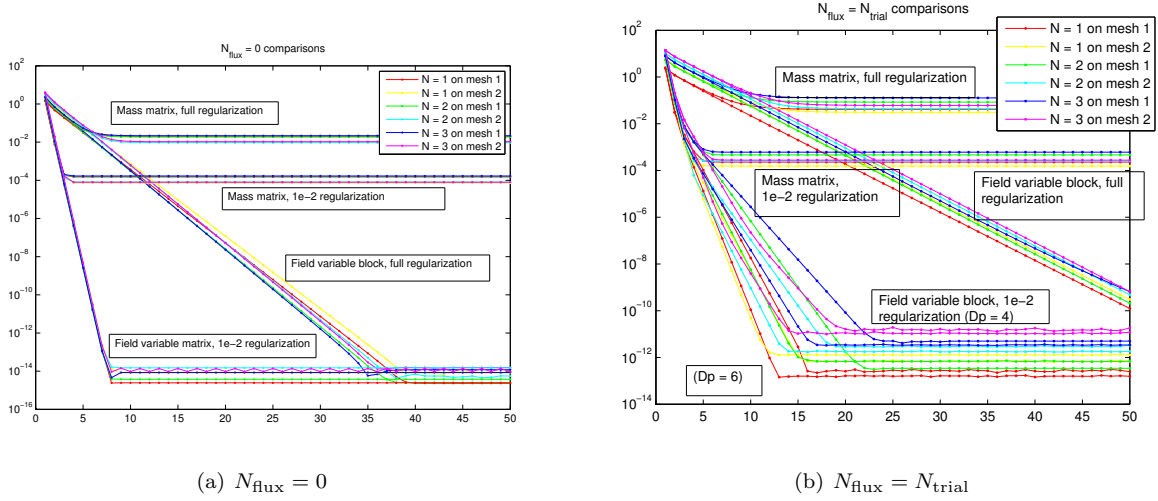 N_flux = 0 comparisons
10^2
10^0
10^-2
10^-4
10^-6
10^-8
10^-10
10^-12
10^-14
10^-16
0 5 10 15 20 25 30 35 40 45 50
N = 1 on mesh 1
N = 1 on mesh 2
N = 2 on mesh 1
N = 2 on mesh 2
N = 3 on mesh 1
N = 3 on mesh 2
Mass matrix, full regularization
Mass matrix, 1e−2 regularization
Field variable block, full regularization
Field variable matrix, 1e−2 regularization
(a) N_flux = 0
N_flux = N_trial comparisons
10^2
10^0
10^-2
10^-4
10^-6
10^-8
10^-10
10^-12
10^-14
0 5 10 15 20 25 30 35 40 45 50
N = 1 on mesh 1
N = 1 on mesh 2
N = 2 on mesh 1
N = 2 on mesh 2
N = 3 on mesh 1
N = 3 on mesh 2
Mass matrix, full regularization
Mass matrix,
1e−2 regularization
Field variable block, full
regularization
Field variable block, 1e−2
regularization (Dp = 4)
(Dp = 6)
(b) N_flux = N_trial